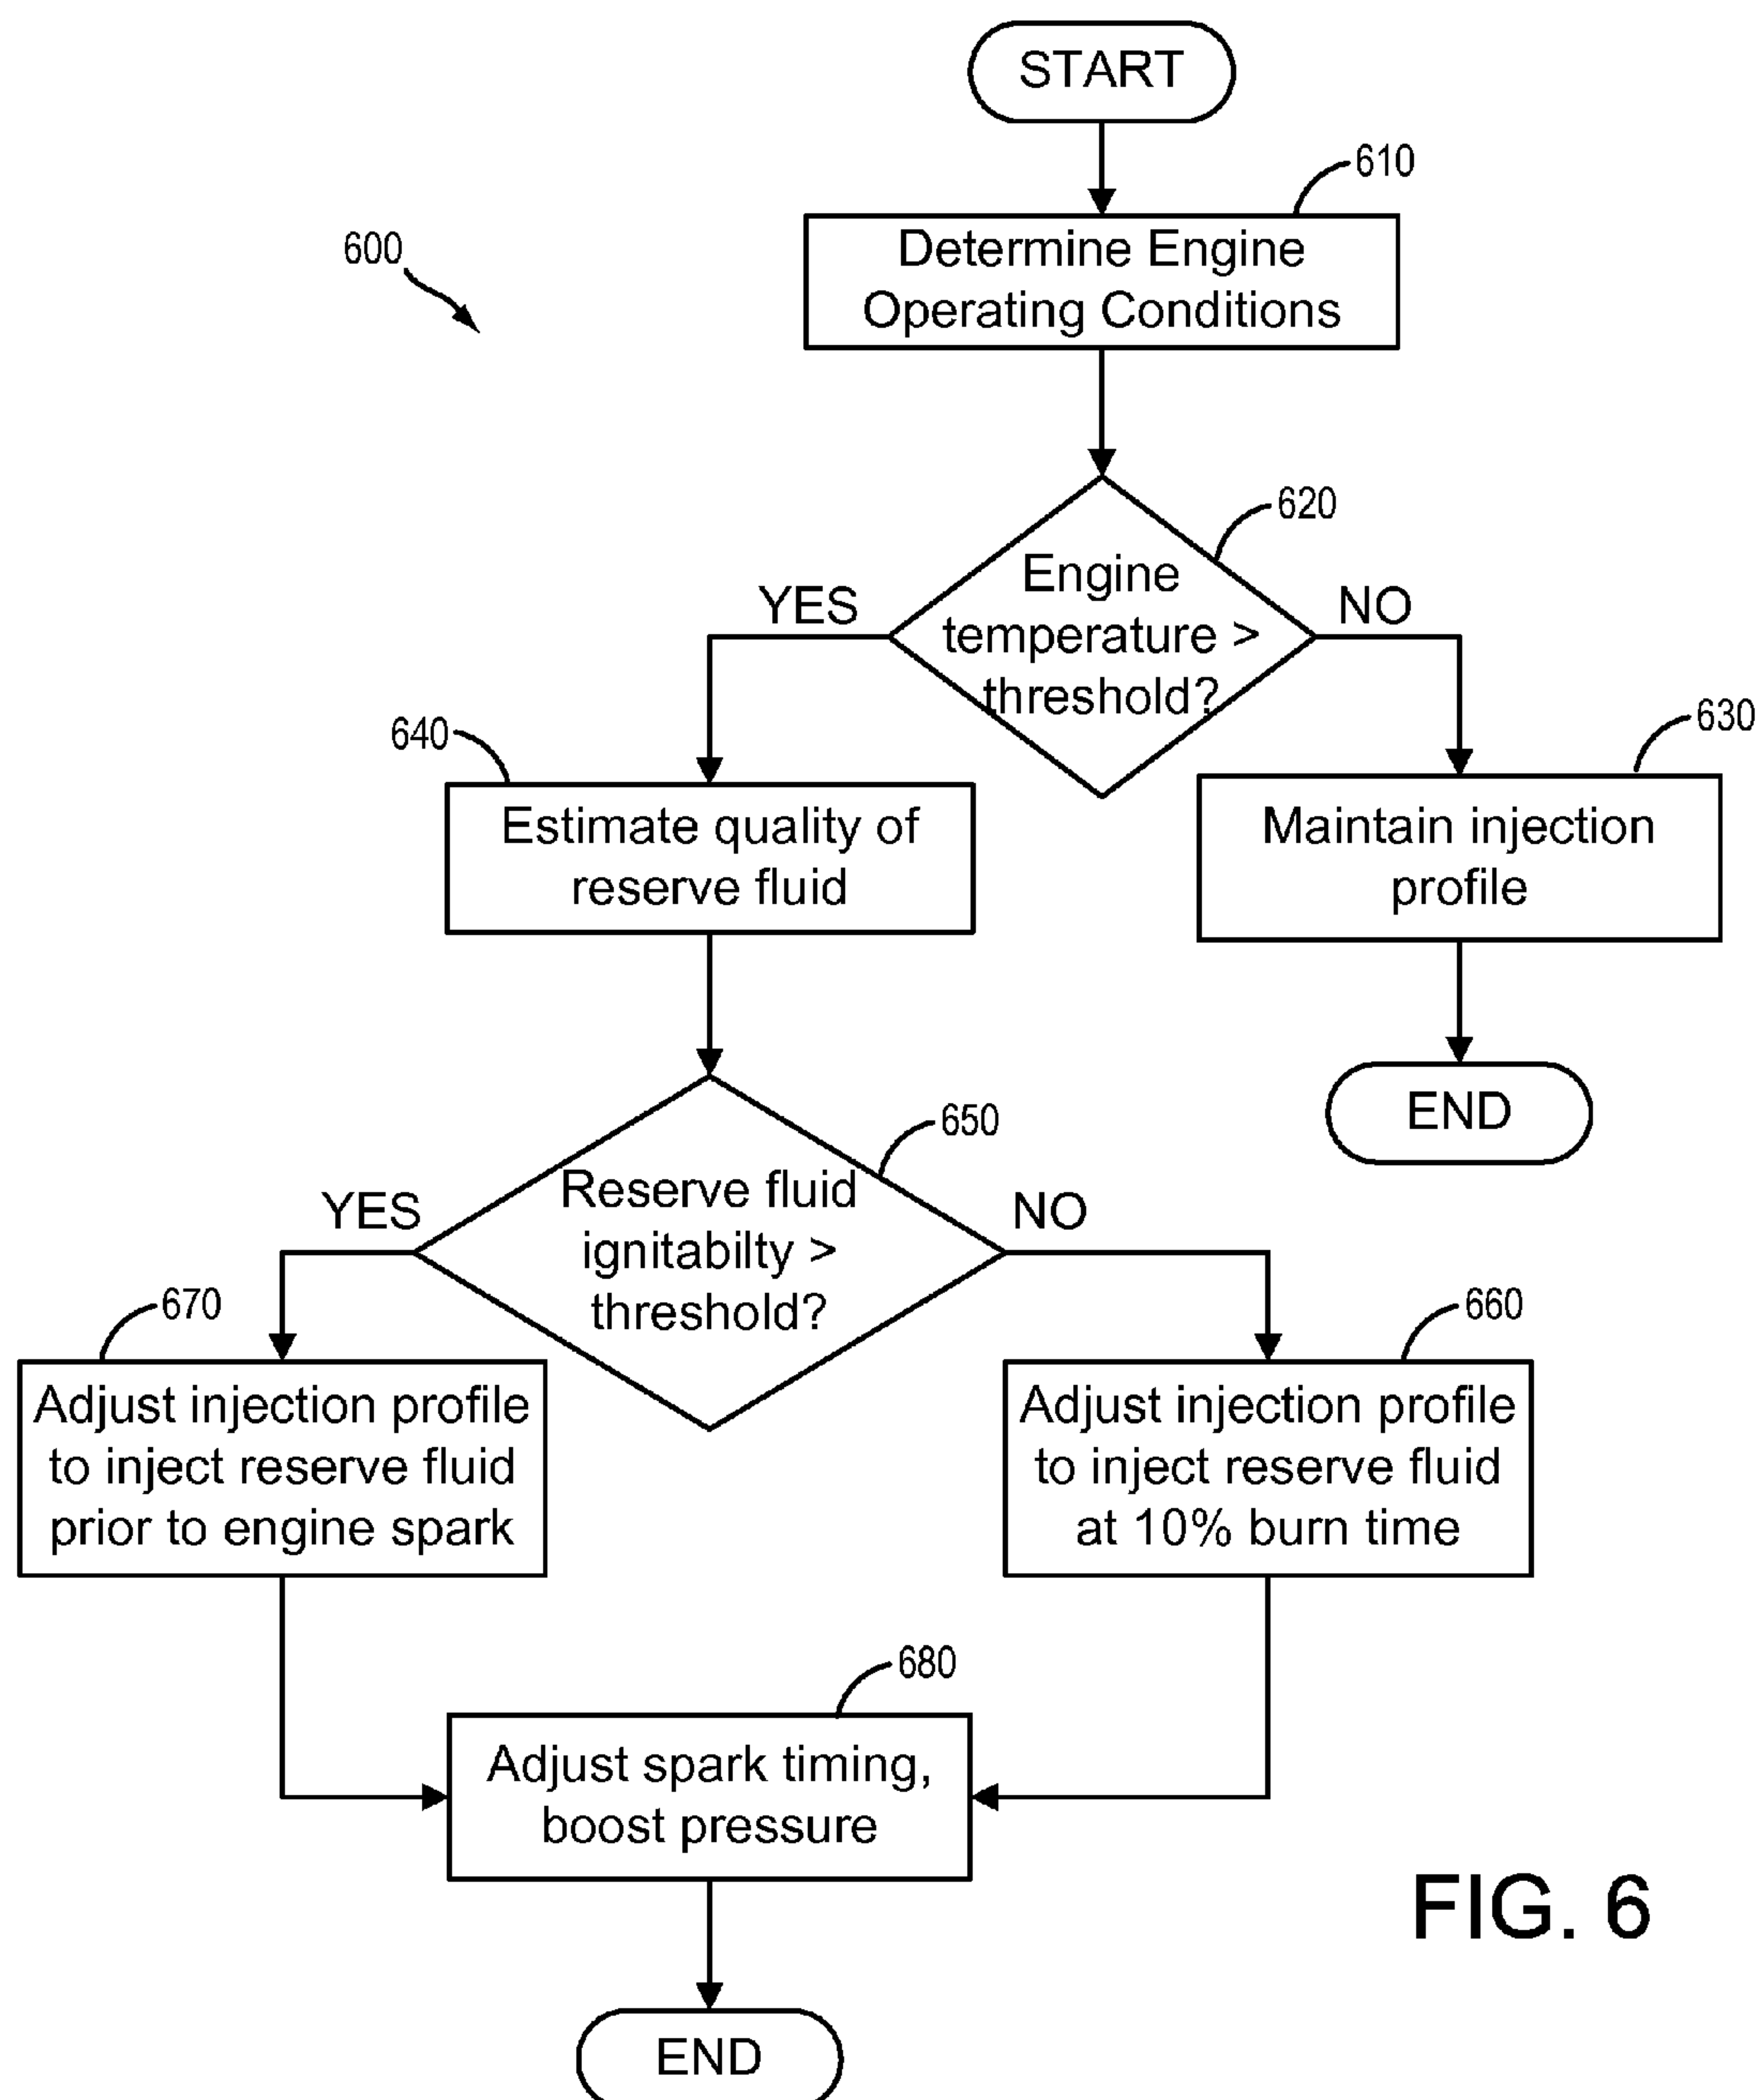 START
610
600
Determine Engine
Operating Conditions
620
Engine
temperature >
threshold?
YES
NO
640
630
Estimate quality of
reserve fluid
Maintain injection
profile
END
650
Reserve fluid
ignitabilty >
threshold?
YES
NO
670
660
Adjust injection profile
to inject reserve fluid
prior to engine spark
Adjust injection profile
to inject reserve fluid
at 10% burn time
680
Adjust spark timing,
boost pressure
END
FIG. 6